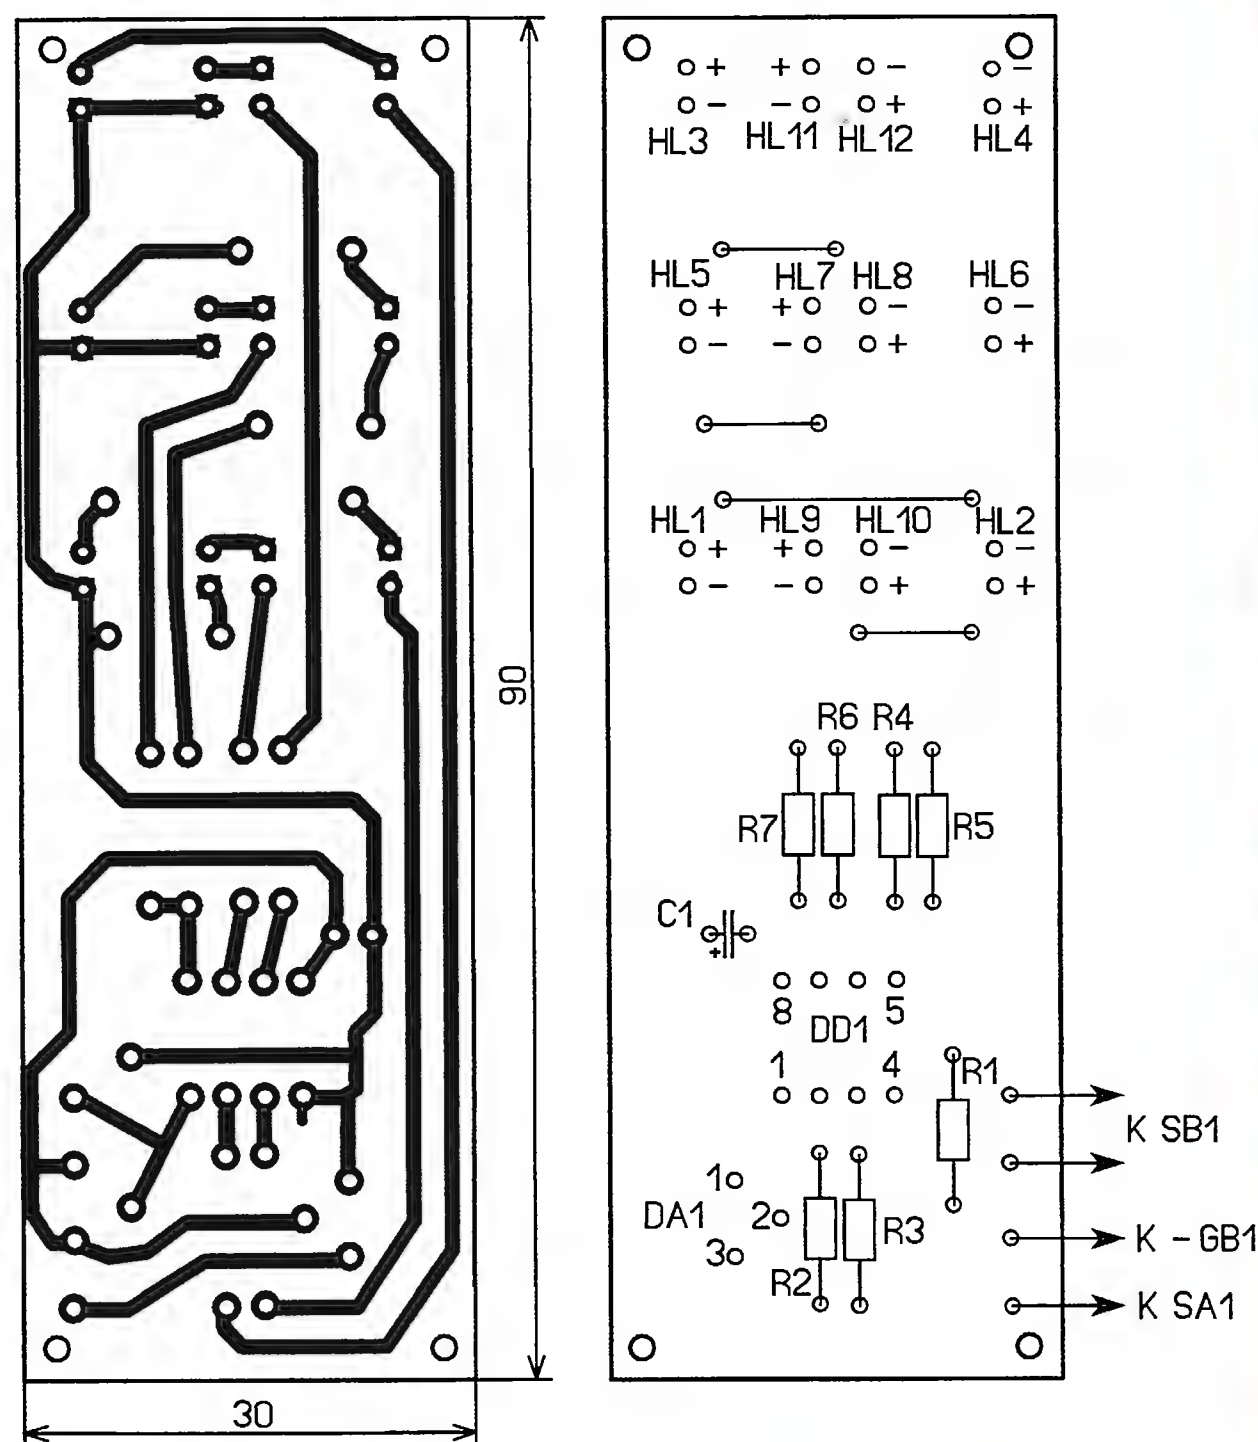 + + - -
- - + +
HL3 HL11 HL12 HL4
HL5 HL7 HL8 HL6
+ + - -
- - + +
HL1 HL9 HL10 HL2
+ + - -
- - + +
90
R6 R4
R7 R5
C1
+
8 5
DD1
1 4
R1
K SB1
1
DA1 2
3
R2 R3
K -GB1
K SA1
30